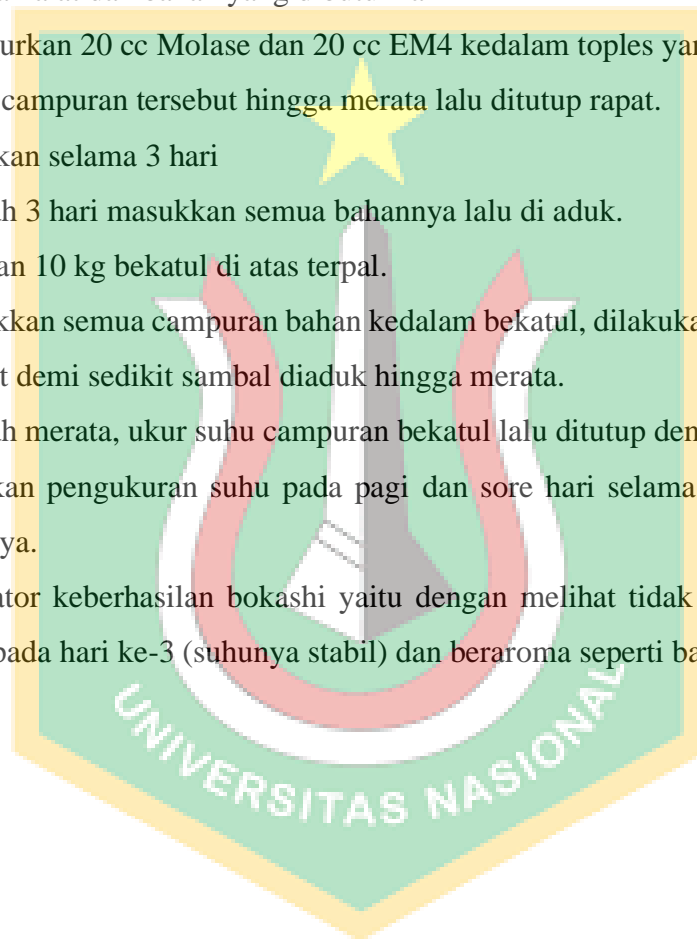 urkan 20 cc Molase dan 20 cc EM4 kedalam toples yan
campuran tersebut hingga merata lalu ditutup rapat.
kan selama 3 hari
h 3 hari masukkan semua bahannya lalu di aduk.
an 10 kg bekatul di atas terpal.
kkan semua campuran bahan kedalam bekatul, dilakuka
t demi sedikit sambal diaduk hingga merata.
h merata, ukur suhu campuran bekatul lalu ditutup den
kan pengukuran suhu pada pagi dan sore hari selama
ya.
ator keberhasilan bokashi yaitu dengan melihat tidak
pada hari ke-3 (suhunya stabil) dan beraroma seperti ba
UNIVERSITAS NASIONAL